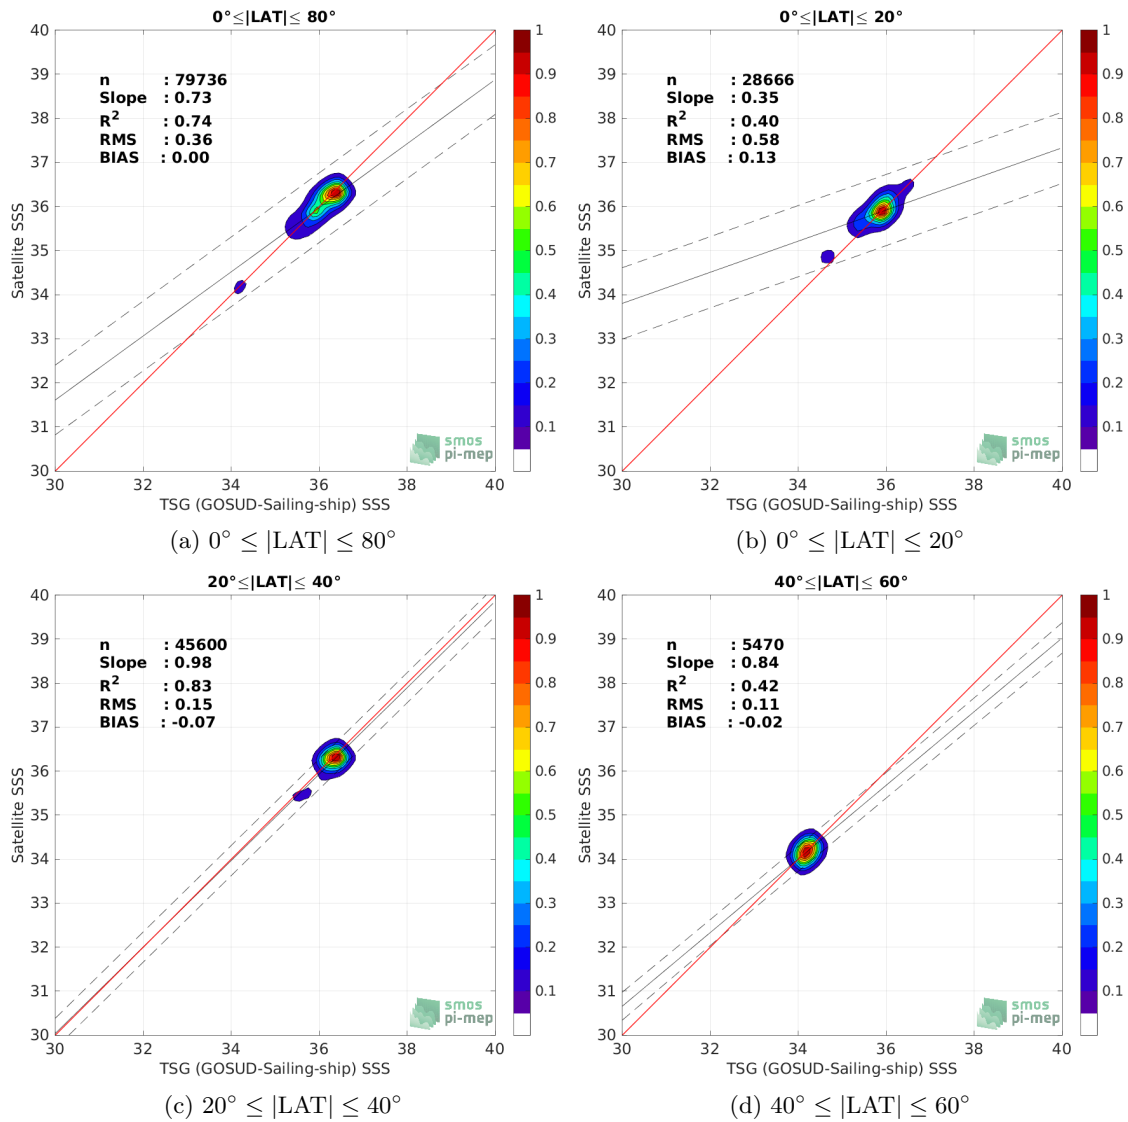 0°≤|LAT|≤ 80°
n : 79736
Slope : 0.73
R2 : 0.74
RMS : 0.36
BIAS : 0.00
40
39
38
37
36
35
34
33
32
31
30
30 32 34 36 38 40
Satellite SSS
TSG (GOSUD-Sailing-ship) SSS
smos
pi-mep
1
0.9
0.8
0.7
0.6
0.5
0.4
0.3
0.2
0.1
(a) 0° ≤ |LAT| ≤ 80°
0°≤|LAT|≤ 20°
n : 28666
Slope : 0.35
R2 : 0.40
RMS : 0.58
BIAS : 0.13
40
39
38
37
36
35
34
33
32
31
30
30 32 34 36 38 40
Satellite SSS
TSG (GOSUD-Sailing-ship) SSS
smos
pi-mep
1
0.9
0.8
0.7
0.6
0.5
0.4
0.3
0.2
0.1
(b) 0° ≤ |LAT| ≤ 20°
20°≤|LAT|≤ 40°
n : 45600
Slope : 0.98
R2 : 0.83
RMS : 0.15
BIAS : -0.07
40
39
38
37
36
35
34
33
32
31
30
30 32 34 36 38 40
Satellite SSS
TSG (GOSUD-Sailing-ship) SSS
smos
pi-mep
1
0.9
0.8
0.7
0.6
0.5
0.4
0.3
0.2
0.1
(c) 20° ≤ |LAT| ≤ 40°
40°≤|LAT|≤ 60°
n : 5470
Slope : 0.84
R2 : 0.42
RMS : 0.11
BIAS : -0.02
40
39
38
37
36
35
34
33
32
31
30
30 32 34 36 38 40
Satellite SSS
TSG (GOSUD-Sailing-ship) SSS
smos
pi-mep
1
0.9
0.8
0.7
0.6
0.5
0.4
0.3
0.2
0.1
(d) 40° ≤ |LAT| ≤ 60°